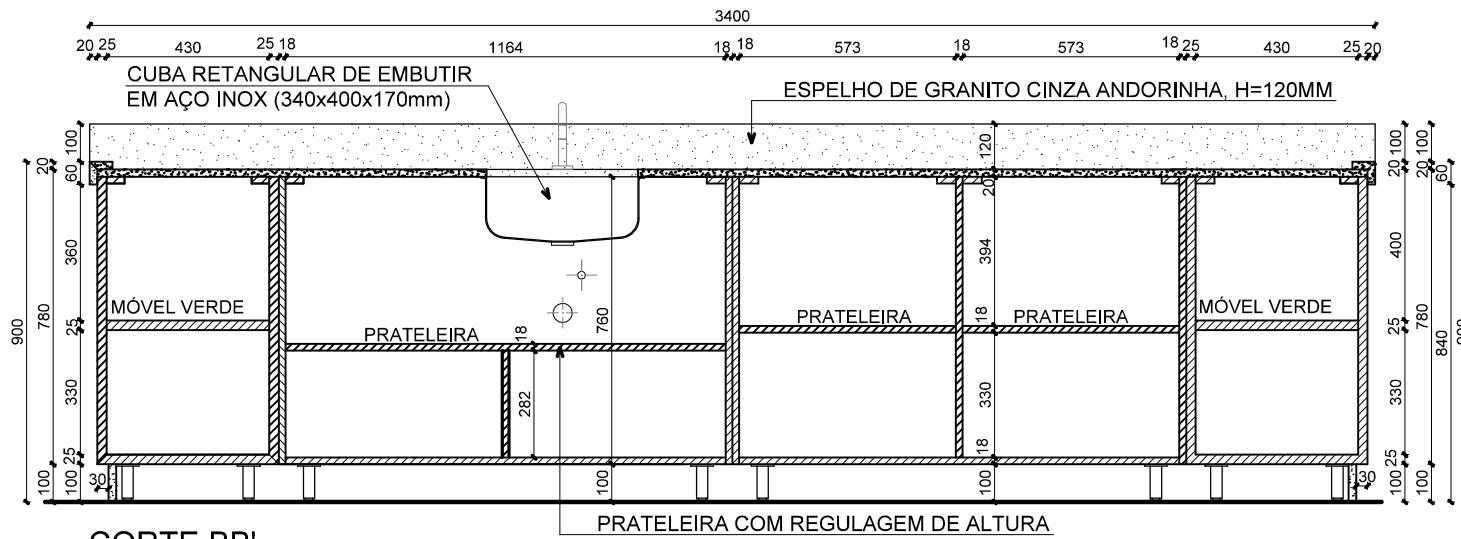 3400
20 25 430 25 18 1164 18 18 573 18 573 18 25 430 25 20
CUBA RETANGULAR DE EMBUTIR
EM AÇO INOX (340x400x170mm)
ESPELHO DE GRANITO CINZA ANDORINHA, H=120MM
100 120 100 100
20 60 20 20 20 60
360 394 400
MÓVEL VERDE MÓVEL VERDE
900 780 25 760 18 25 780 840
PRATELEIRA PRATELEIRA PRATELEIRA
18
330 282 330 330
25 18 25
100 100 30 100 100 30 100 100
PRATELEIRA COM REGULAGEM DE ALTURA